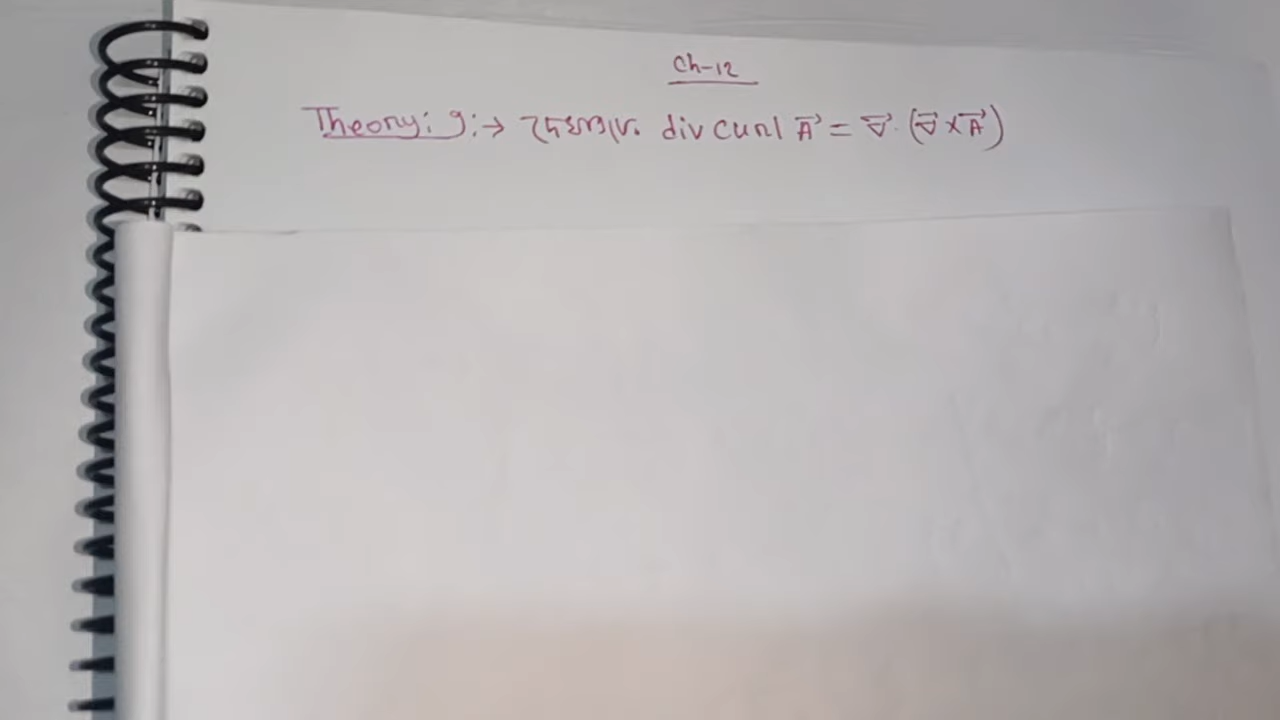 Ch-12
Theory: 9:→ div curl A⃗ = ∇⃗. (∇⃗ × A⃗)